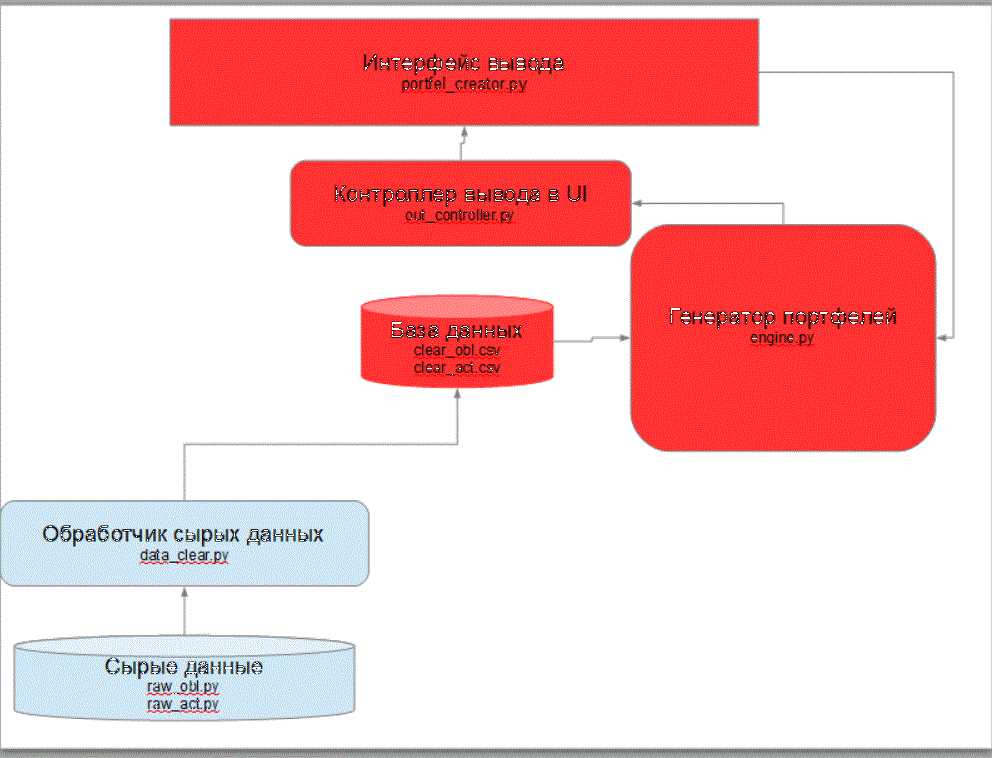 Интерфейс вывода
portfel_creator.py
Контроллер вывода в UI
out_controller.py
Генератор портфелей
engine.py
База данных
clear_obl.csv
clear_act.csv
Обработчик сырых данных
data_clear.py
Сырые данные
raw_obl.py
raw_act.py